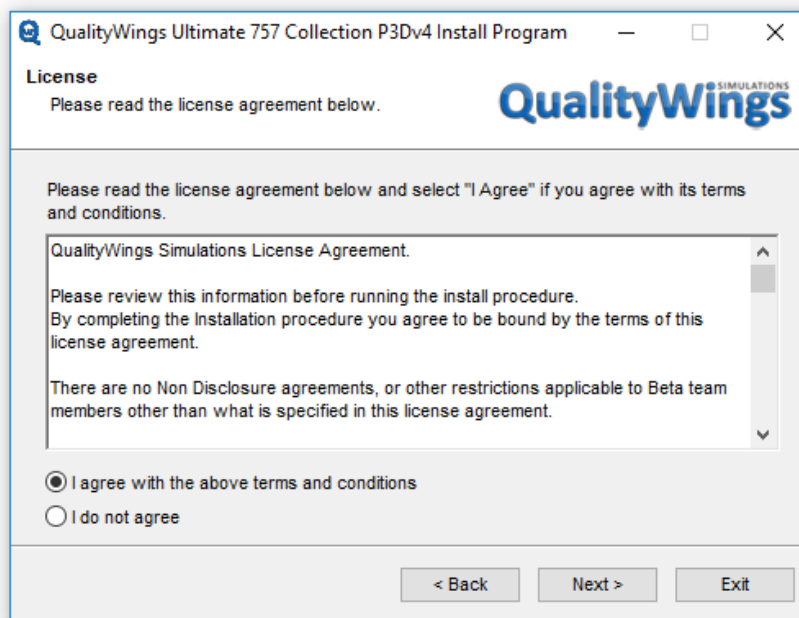 QualityWings Ultimate 757 Collection P3Dv4 Install Program
License
Please read the license agreement below.
SIMULATIONS
QualityWings
Please read the license agreement below and select "I Agree" if you agree with its terms
and conditions.
QualityWings Simulations License Agreement.
Please review this information before running the install procedure.
By completing the Installation procedure you agree to be bound by the terms of this
license agreement.
There are no Non Disclosure agreements, or other restrictions applicable to Beta team
members other than what is specified in this license agreement.
I agree with the above terms and conditions
I do not agree
< Back
Next >
Exit